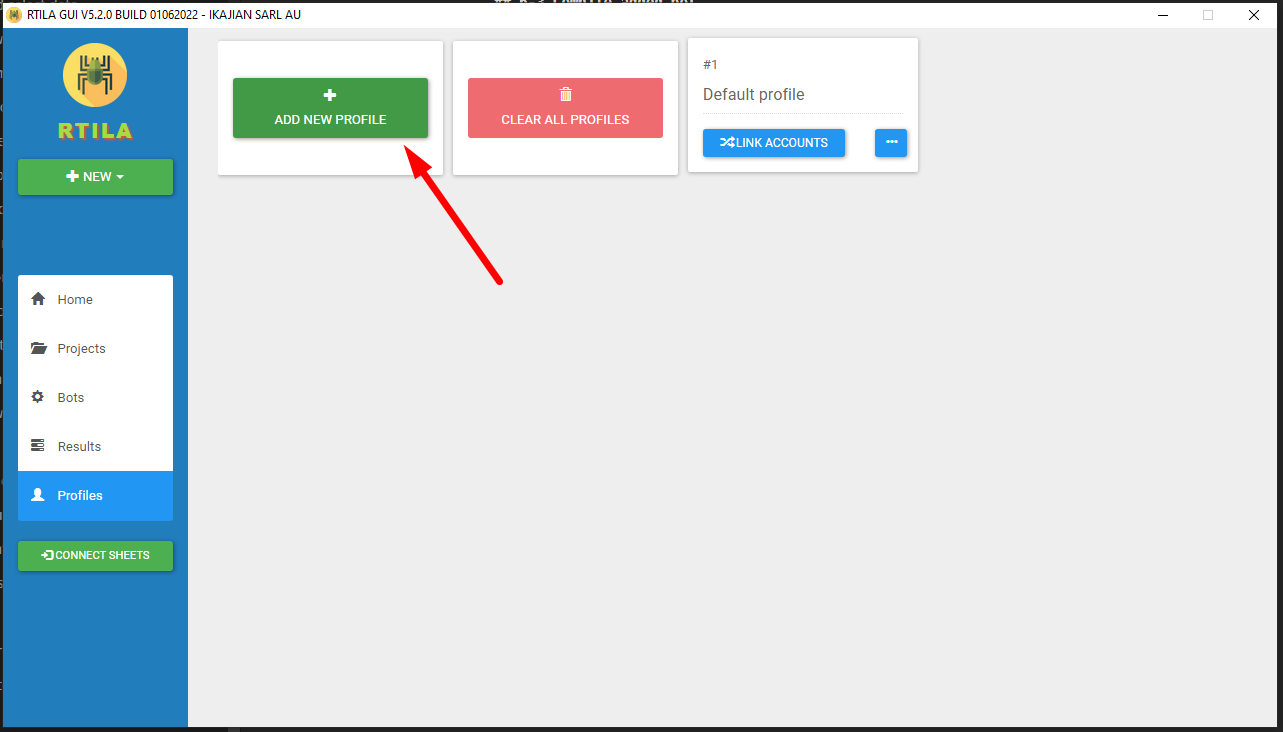 RTILA GUI V5.2.0 BUILD 01062022 - IKAJIAN SARL AU
RTILA
NEW
Home
Projects
Bots
Results
Profiles
CONNECT SHEETS
ADD NEW PROFILE
CLEAR ALL PROFILES
#1
Default profile
LINK ACCOUNTS